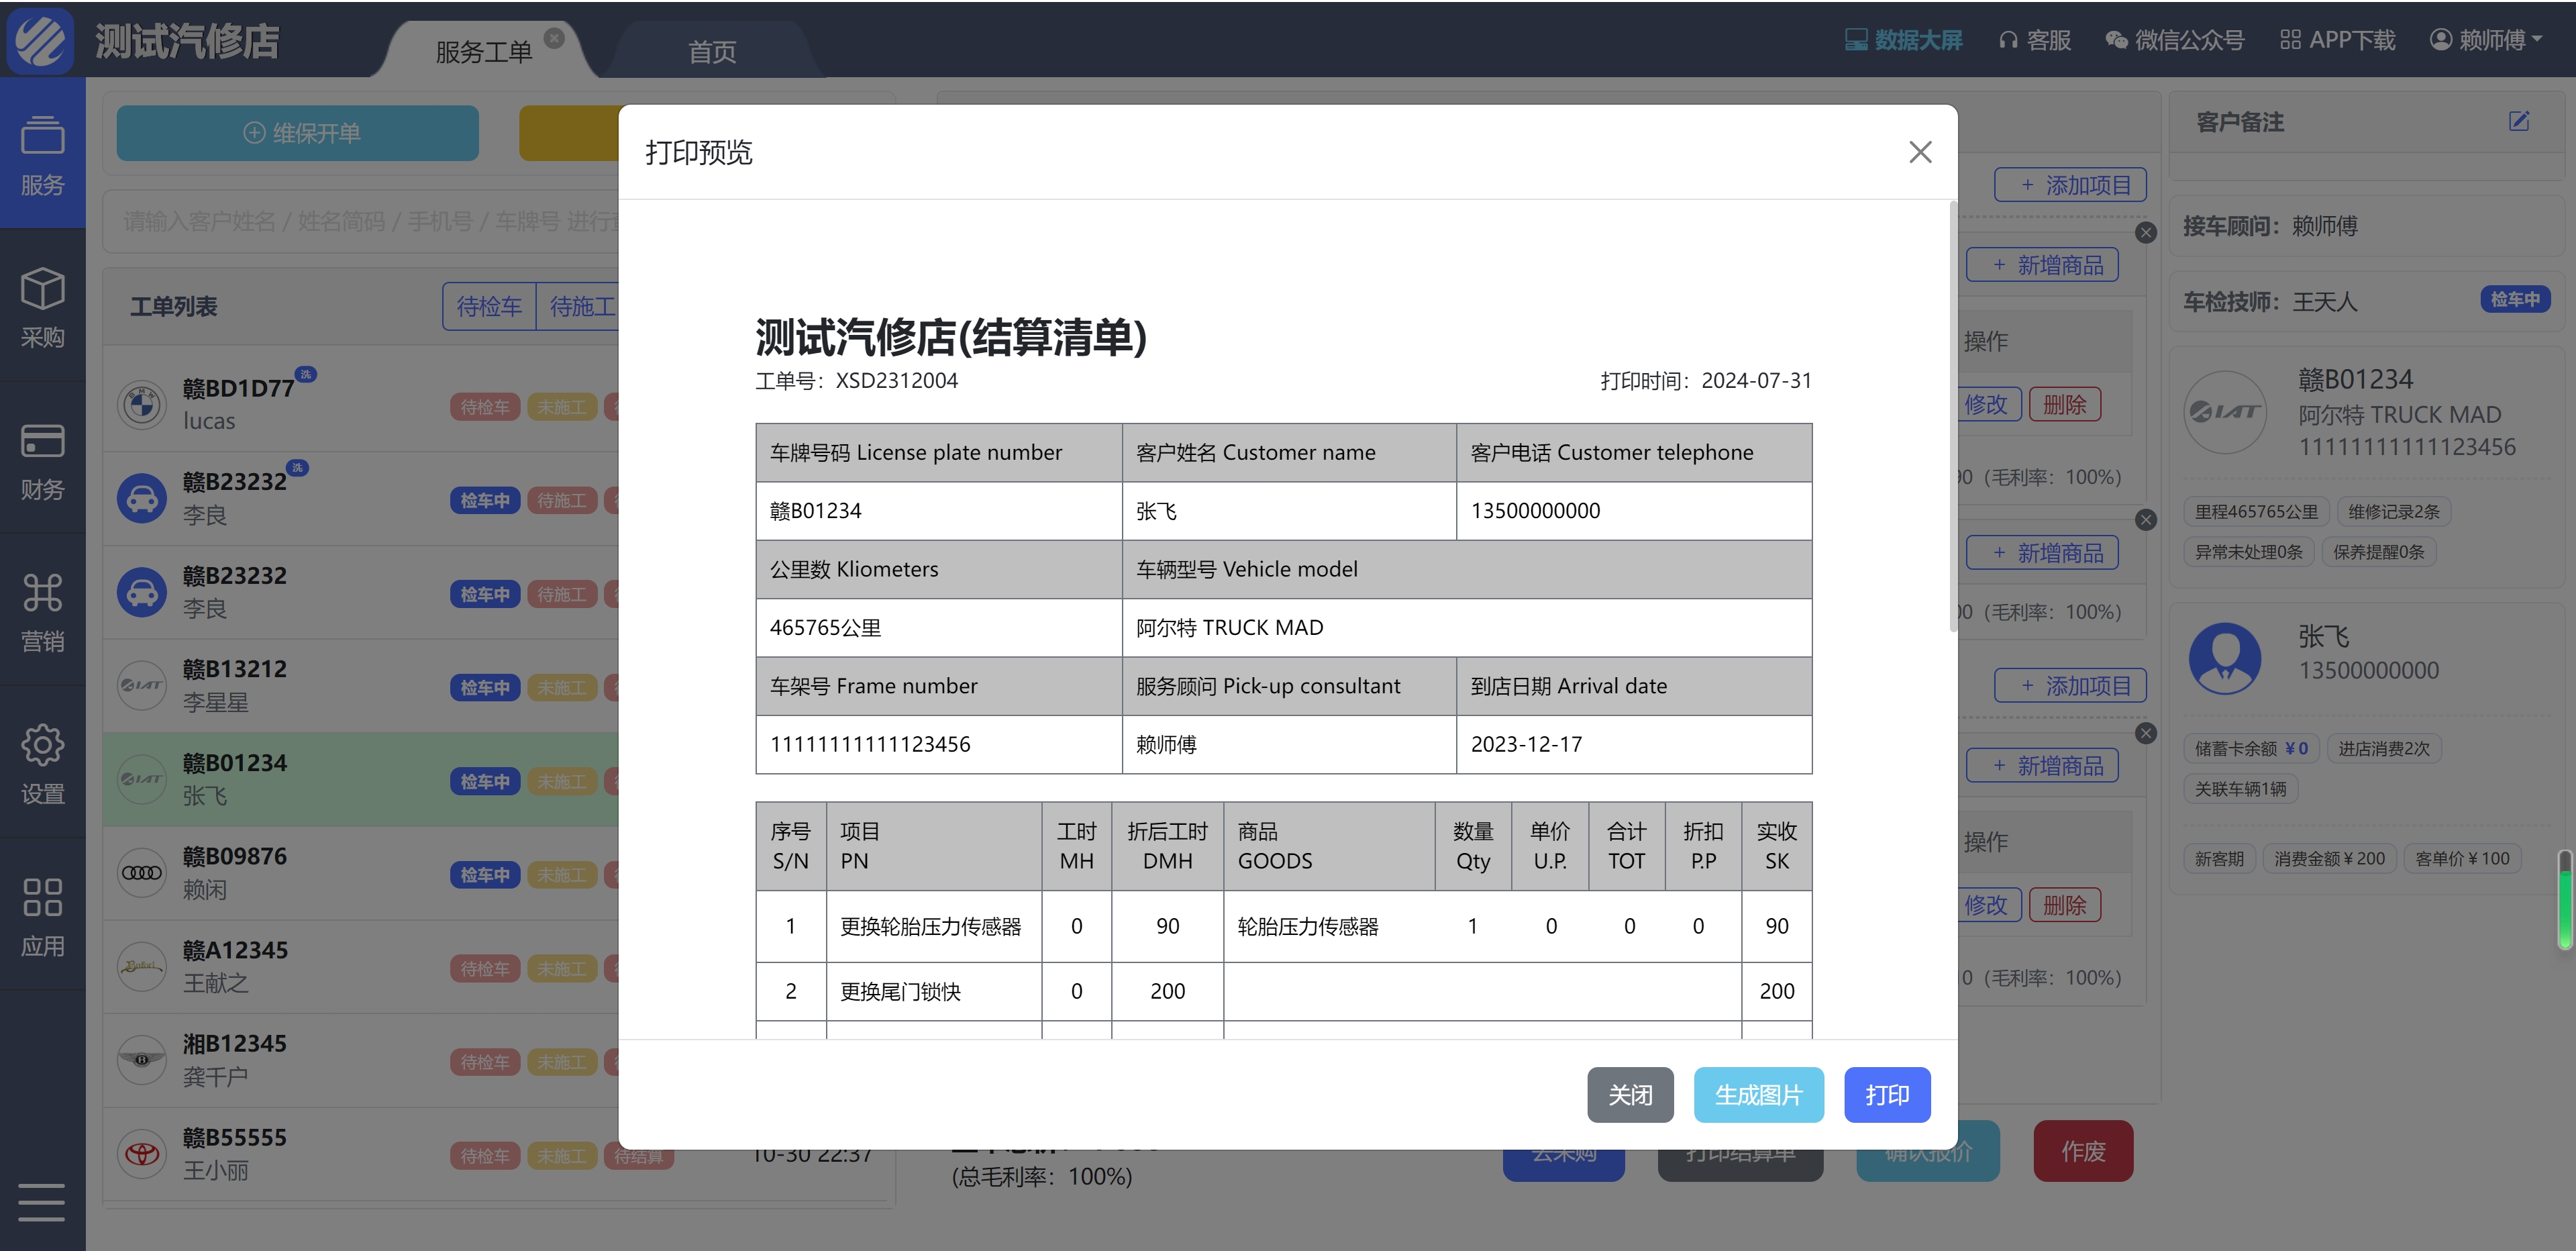 测试汽修店
服务工单
首页
数据大屏
客服
微信公众号
APP下载
赖师傅
服务
采购
财务
营销
设置
应用
维保开单
请输入客户姓名 / 姓名简码 / 手机号 / 车牌号 进行
工单列表
待检车
待施工
赣BD1D77 洗
lucas
待检车 未施工
赣B23232 洗
李良
检车中 待施工
赣B23232
李良
检车中 待施工
赣B13212
李星星
检车中 未施工
赣B01234
张飞
检车中 未施工
赣B09876
赖闲
检车中 未施工
赣A12345
王献之
待检车 未施工
湘B12345
龚千户
待检车 未施工
赣B55555
王小丽
待检车 未施工 待结算
10-30 22:37
打印预览
测试汽修店(结算清单)
工单号：XSD2312004
打印时间：2024-07-31
车牌号码 License plate number 客户姓名 Customer name 客户电话 Customer telephone
赣B01234 张飞 13500000000
公里数 Kliometers 车辆型号 Vehicle model
465765公里 阿尔特 TRUCK MAD
车架号 Frame number 服务顾问 Pick-up consultant 到店日期 Arrival date
11111111111123456 赖师傅 2023-12-17
序号 项目 工时 折后工时 商品 数量 单价 合计 折扣 实收
S/N PN MH DMH GOODS Qty U.P. TOT P.P SK
1 更换轮胎压力传感器 0 90 轮胎压力传感器 1 0 0 0 90
2 更换尾门锁快 0 200 200
关闭
生成图片
打印
(总毛利率：100%)
去采购
打印结算单
确认报价
作废
+ 添加项目
+ 新增商品
操作
修改
删除
90（毛利率：100%）
+ 新增商品
00（毛利率：100%）
+ 添加项目
+ 新增商品
操作
修改
删除
10（毛利率：100%）
客户备注
接车顾问：赖师傅
车检技师：王天人
检车中
赣B01234
阿尔特 TRUCK MAD
11111111111123456
里程465765公里
维修记录2条
异常未处理0条
保养提醒0条
张飞
13500000000
储蓄卡余额 ¥0
进店消费2次
关联车辆1辆
新客期
消费金额¥200
客单价¥100